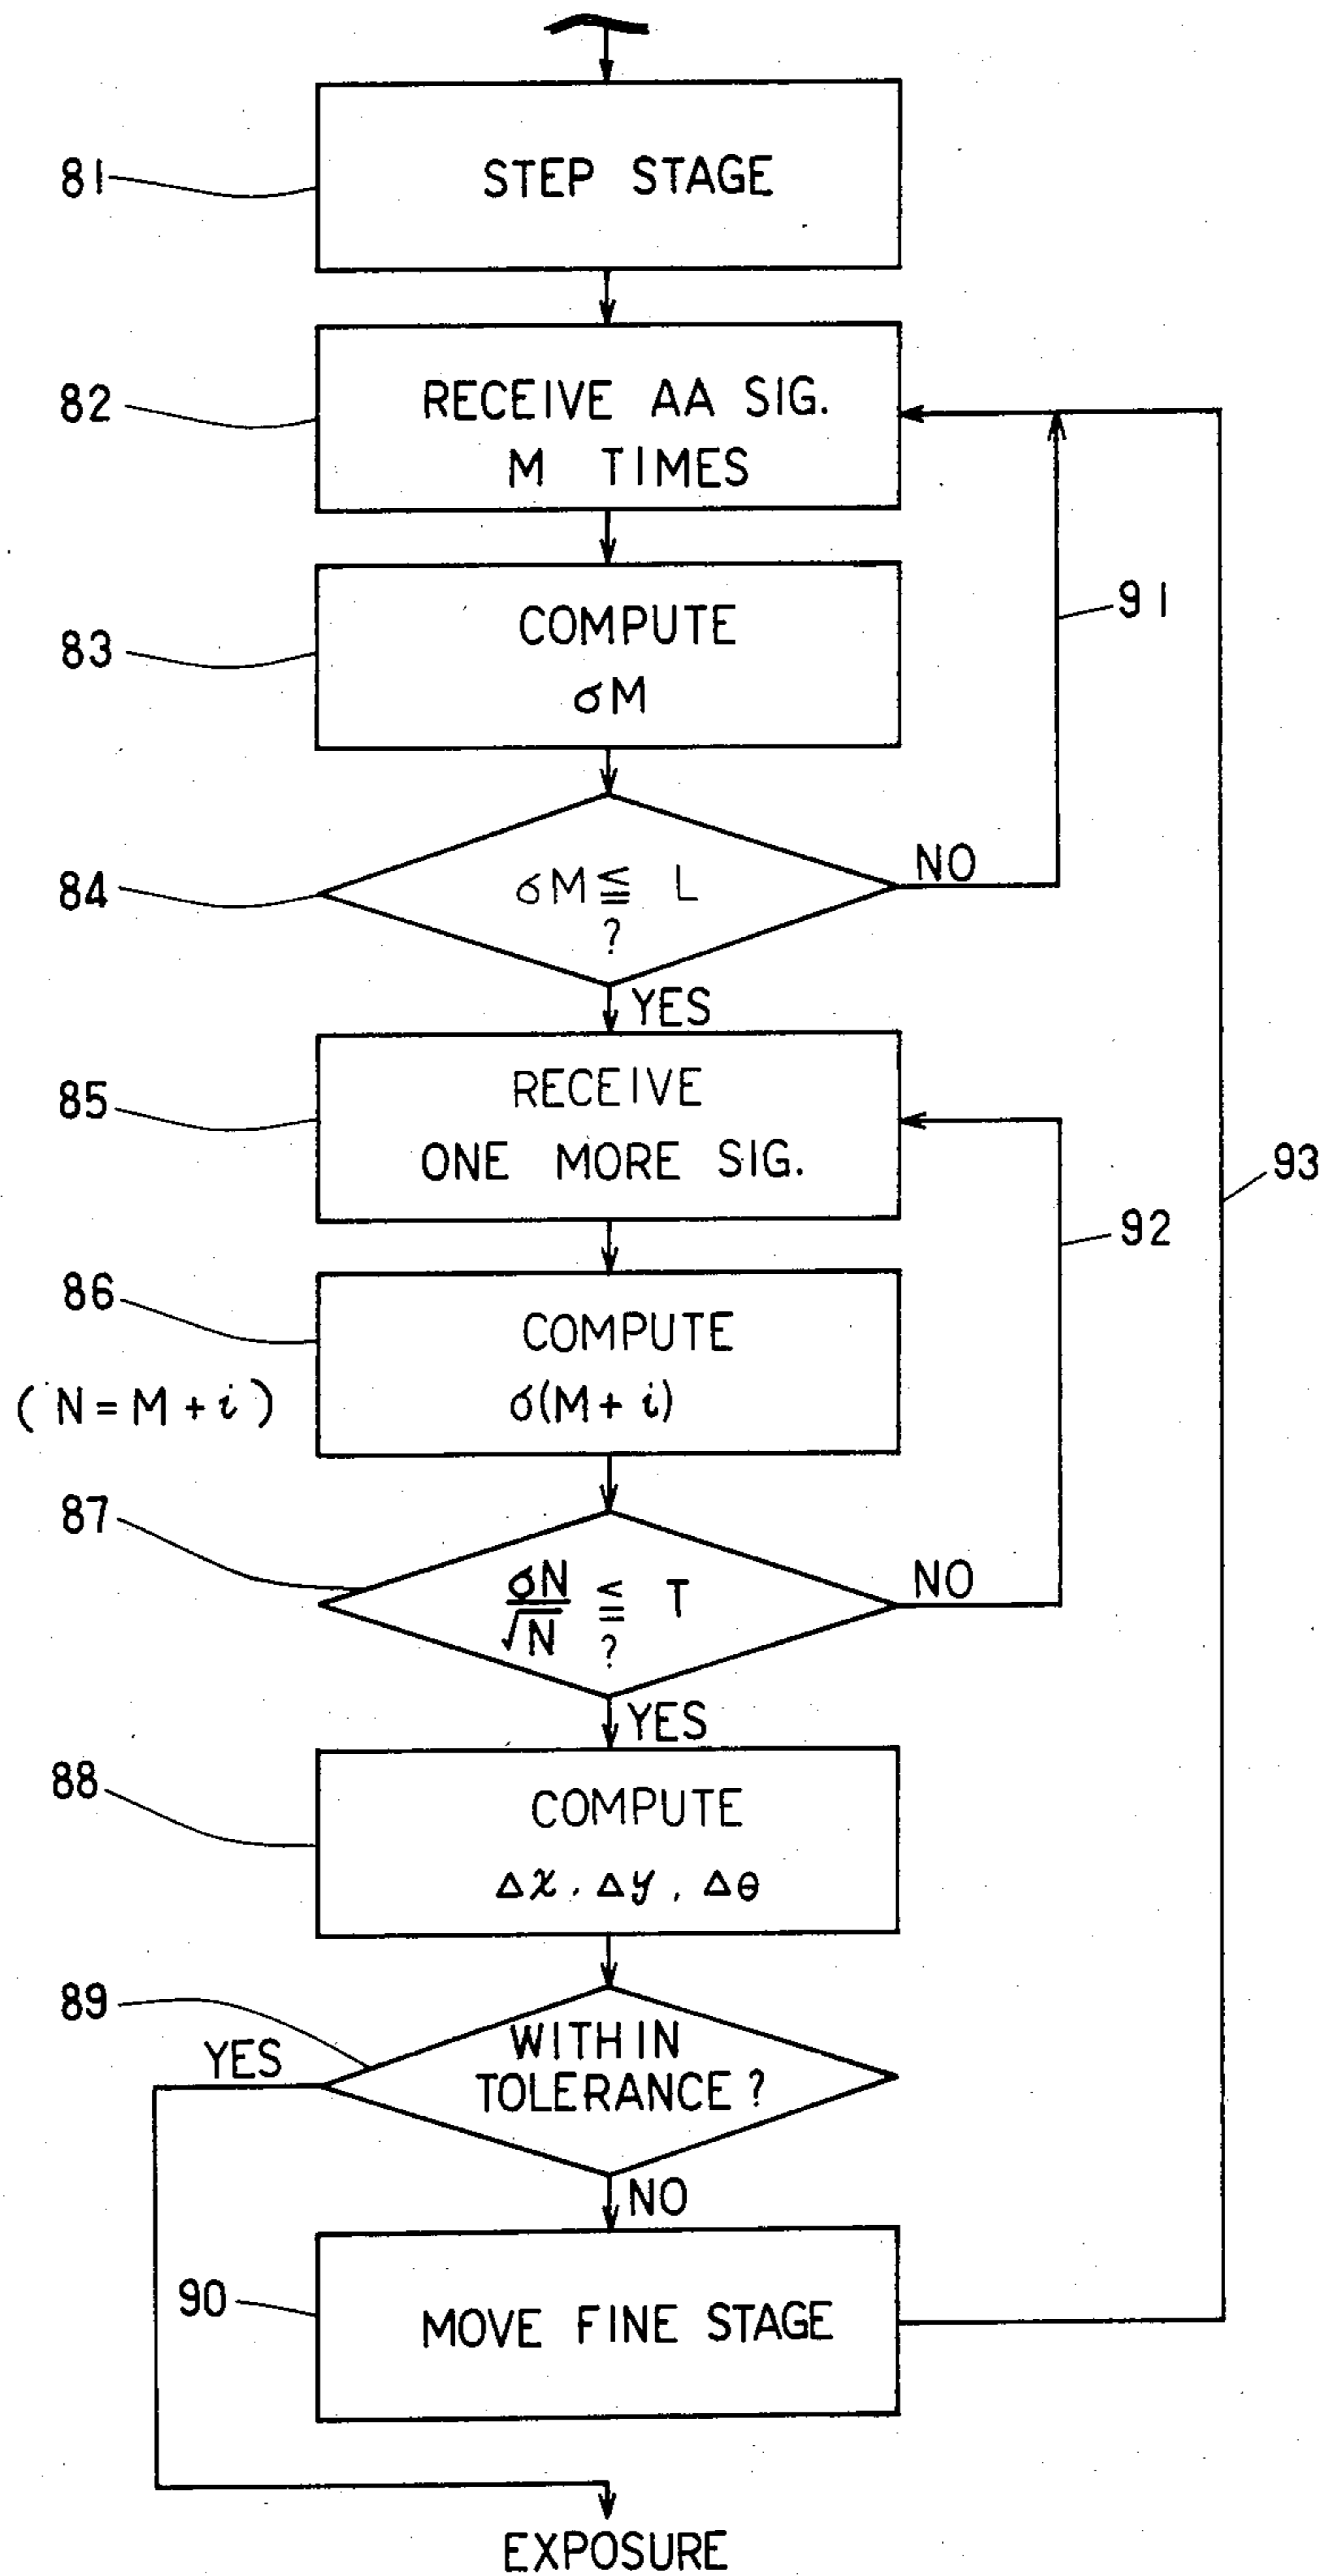 81
STEP STAGE
82
RECEIVE AA SIG.
M TIMES
83
COMPUTE
σM
91
84
σM ≦ L
?
NO
YES
85
RECEIVE
ONE MORE SIG.
93
92
86
COMPUTE
(N=M+i)
σ(M+i)
87
σN/√N ≦ T
?
NO
YES
88
COMPUTE
Δx, Δy, Δθ
89
YES
WITHIN
TOLERANCE?
NO
90
MOVE FINE STAGE
EXPOSURE